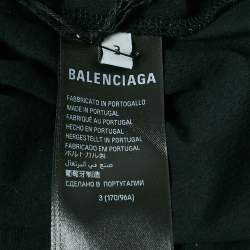 3
BALENCIAGA
FABBRICATO IN PORTOGALLO
MADE IN PORTUGAL
FABRIQUÉ AU PORTUGAL
HECHO EN PORTUGAL
HERGESTELLT IN PORTUGAL
FABRICADO EM PORTUGAL
ポルトガル製
صنع في البرتغال
葡萄牙制造
СДЕЛАНО В ПОРТУГАЛИИ
3 (170/96A)